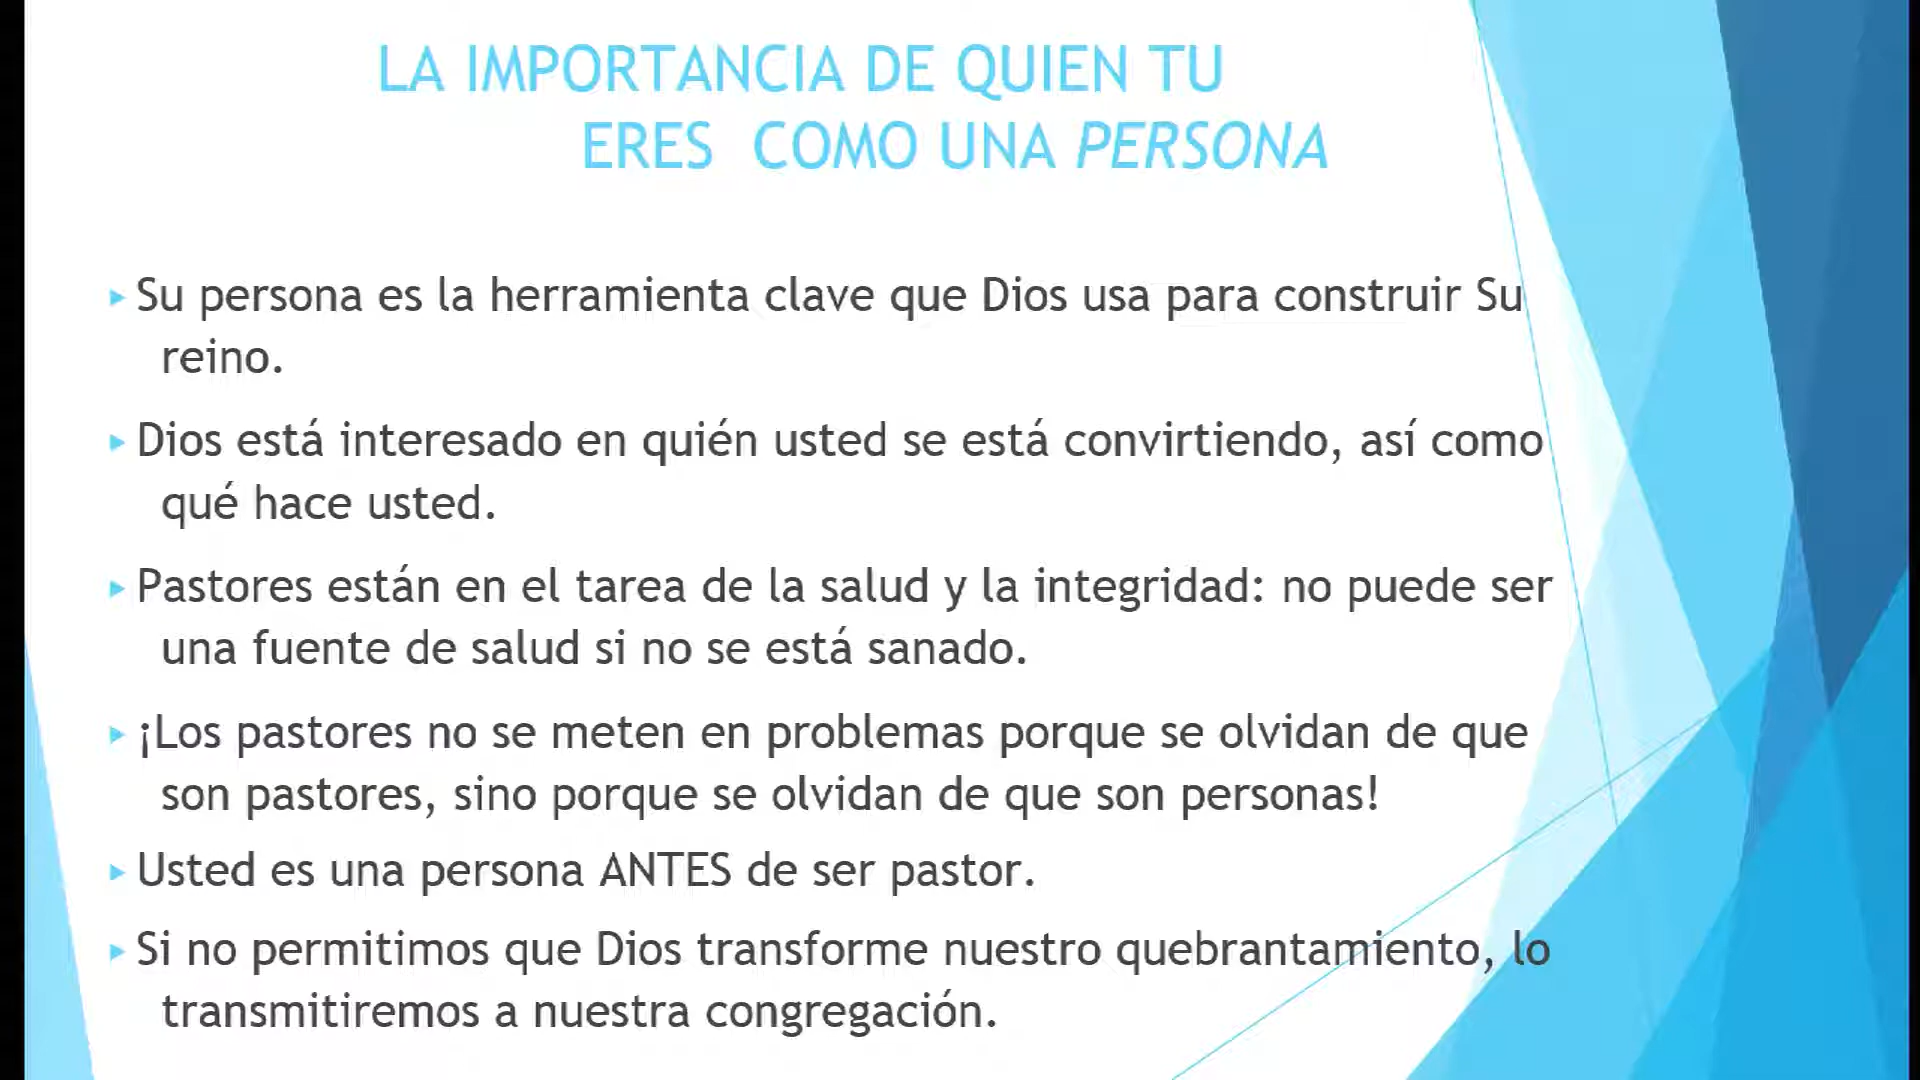 LA IMPORTANCIA DE QUIEN TU
ERES COMO UNA PERSONA
Su persona es la herramienta clave que Dios usa para construir Su
reino.
Dios está interesado en quién usted se está convirtiendo, así como
qué hace usted.
Pastores están en el tarea de la salud y la integridad: no puede ser
una fuente de salud si no se está sanado.
¡Los pastores no se meten en problemas porque se olvidan de que
son pastores, sino porque se olvidan de que son personas!
Usted es una persona ANTES de ser pastor.
Si no permitimos que Dios transforme nuestro quebrantamiento, lo
transmitiremos a nuestra congregación.